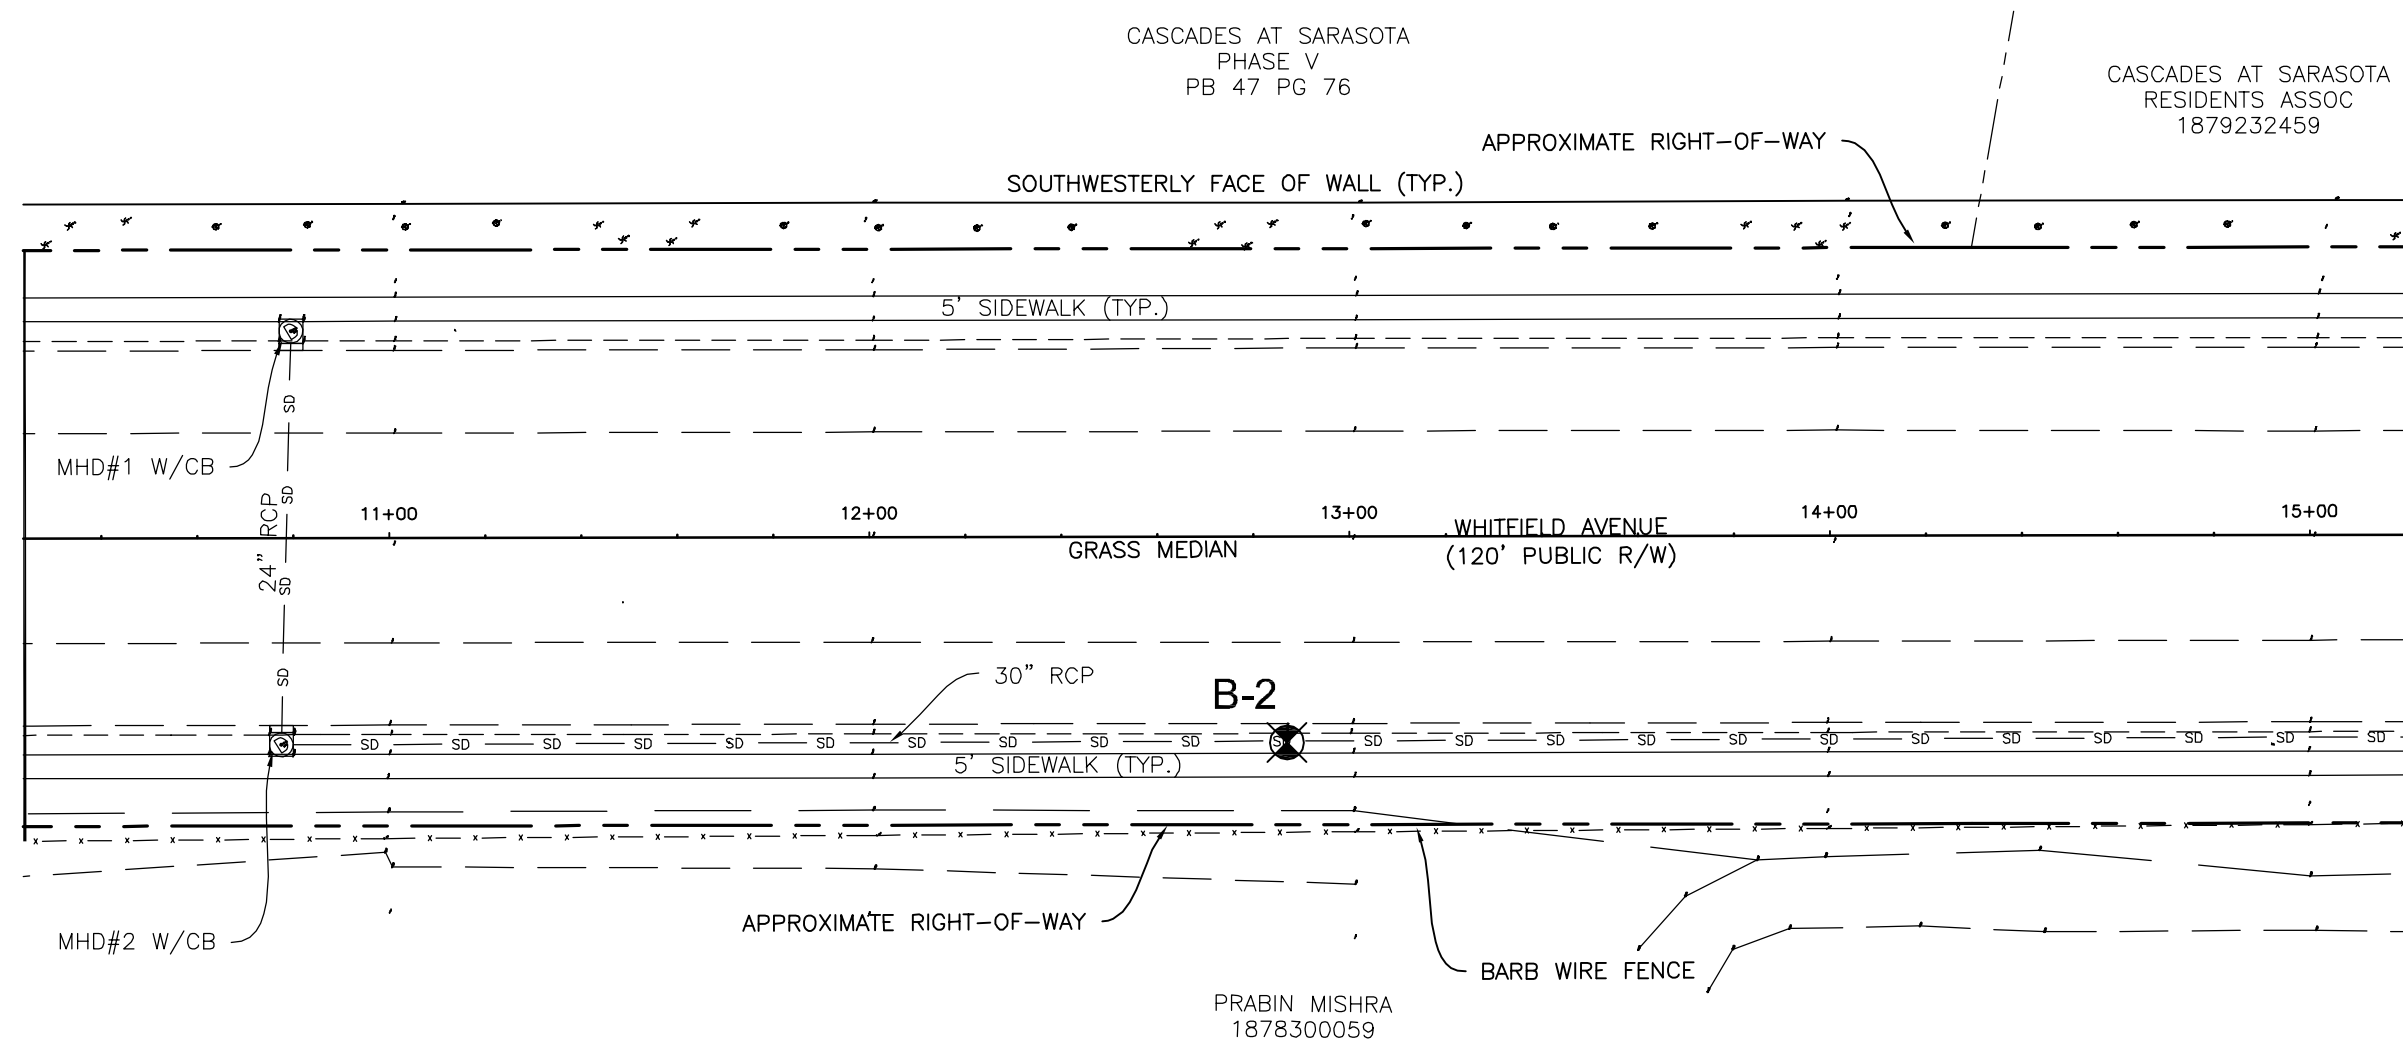 CASCADES AT SARASOTA
PHASE V
PB 47 PG 76
CASCADES AT SARASOTA
RESIDENTS ASSOC
1879232459
APPROXIMATE RIGHT-OF-WAY
SOUTHWESTERLY FACE OF WALL (TYP.)
5' SIDEWALK (TYP.)
SD
MHD#1 W/CB
SD
24" RCP
11+00
12+00
13+00
14+00
15+00
WHITFIELD AVENUE
(120' PUBLIC R/W)
GRASS MEDIAN
SD
SD
30" RCP
B-2
SD SD SD SD SD SD SD SD SD SD SD SD SD SD SD SD SD SD SD SD SD SD
5' SIDEWALK (TYP.)
APPROXIMATE RIGHT-OF-WAY
MHD#2 W/CB
BARB WIRE FENCE
PRABIN MISHRA
1878300059